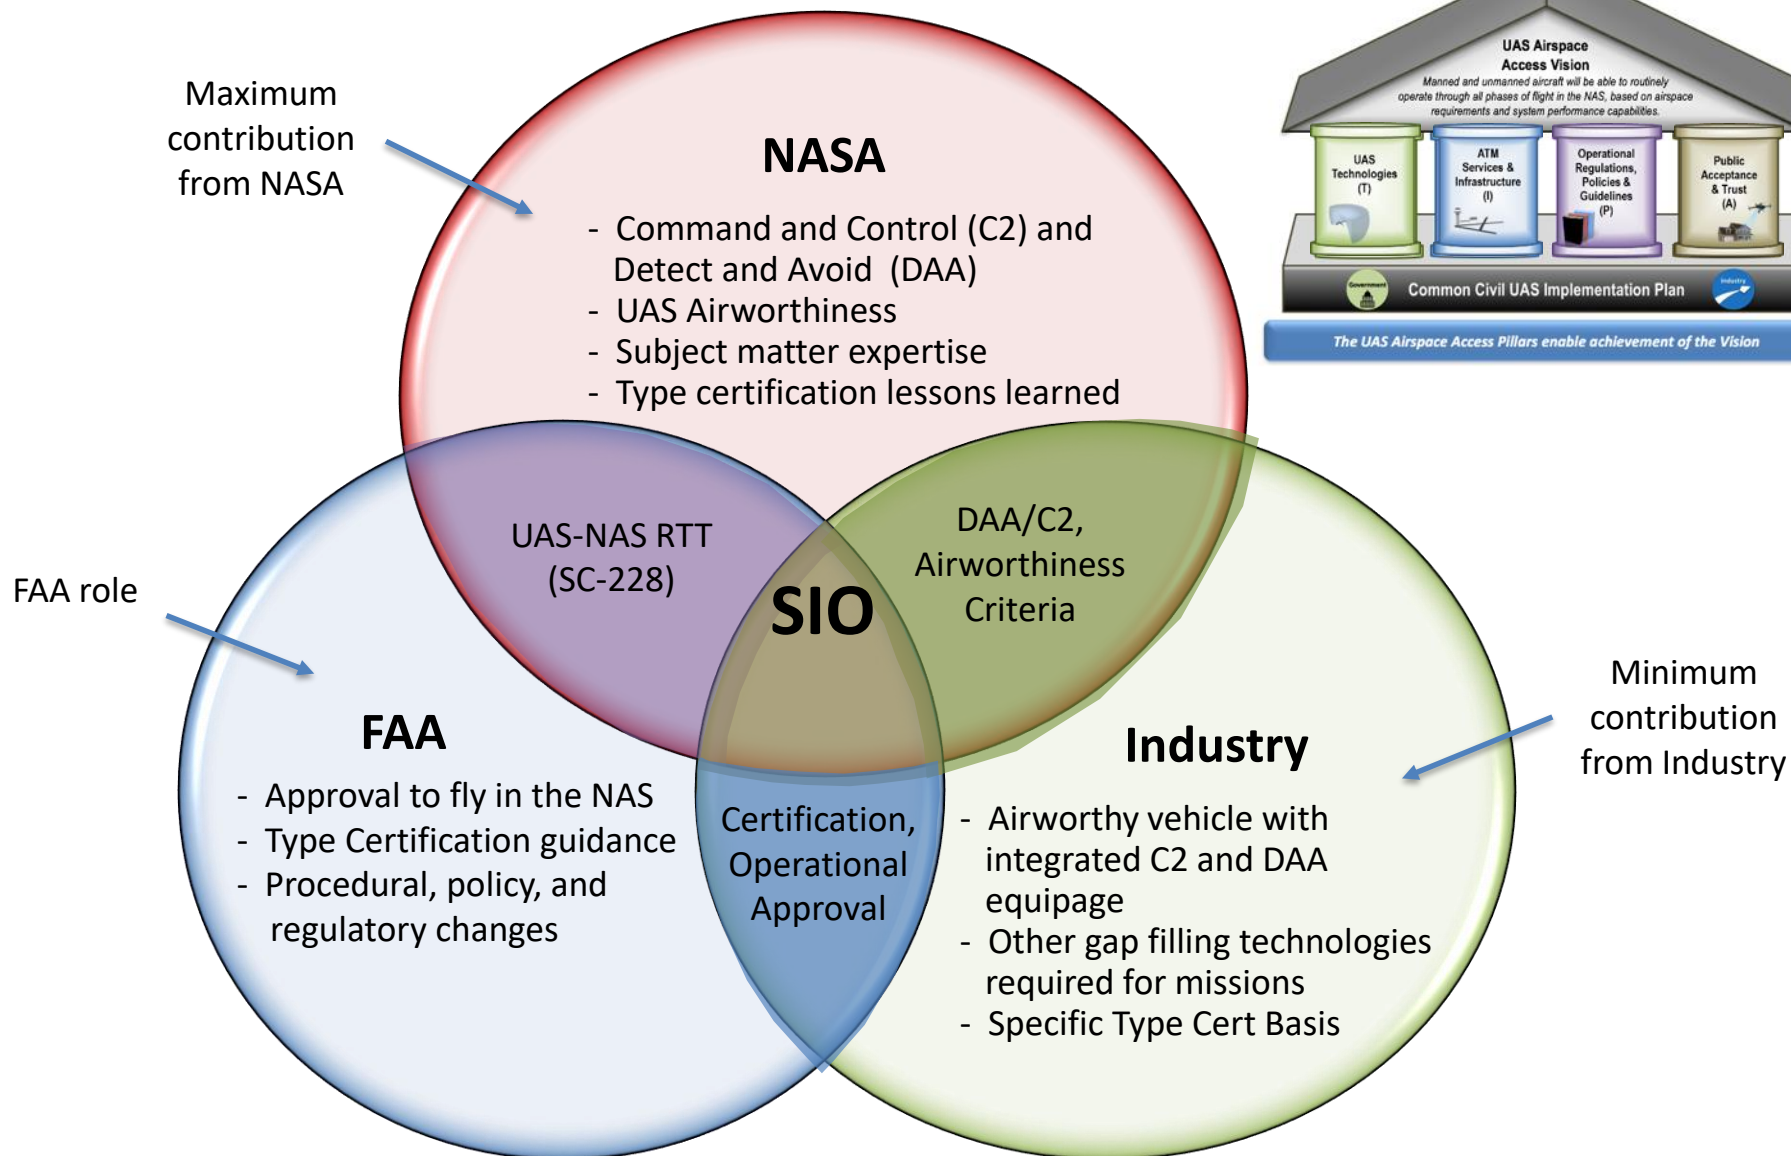 Maximum
contribution
from NASA
NASA
- Command and Control (C2) and
Detect and Avoid (DAA)
- UAS Airworthiness
- Subject matter expertise
- Type certification lessons learned
UAS Airspace
Access Vision
Manned and unmanned aircraft will be able to routinely
operate through all phases of flight in the NAS, based on airspace
requirements and system performance capabilities.
UAS
Technologies
(T)
ATM
Services &
Infrastructure
(I)
Operational
Regulations,
Policies &
Guidelines
(P)
Public
Acceptance
& Trust
(A)
Government
Common Civil UAS Implementation Plan
Industry
The UAS Airspace Access Pillars enable achievement of the Vision
UAS-NAS RTT
(SC-228)
SIO
DAA/C2,
Airworthiness
Criteria
FAA role
FAA
- Approval to fly in the NAS
- Type Certification guidance
- Procedural, policy, and
regulatory changes
Certification,
Operational
Approval
Industry
- Airworthy vehicle with
integrated C2 and DAA
equipage
- Other gap filling technologies
required for missions
- Specific Type Cert Basis
Minimum
contribution
from Industry